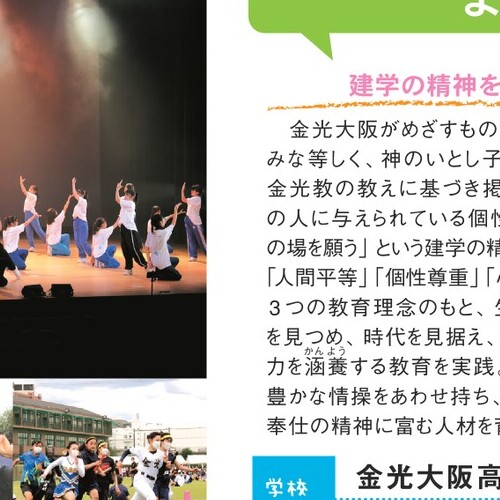 よ
建学の精神を
金光大阪がめざすもの
みな等しく、神のいとし子
金光教の教えに基づき掲
の人に与えられている個性
の場を願う」という建学の精
「人間平等」「個性尊重」「
3つの教育理念のもと、生
を見つめ、時代を見据え、
かん よう
力を涵養する教育を実践。
豊かな情操をあわせ持ち、
奉仕の精神に富む人材を育
学校
金光大阪高